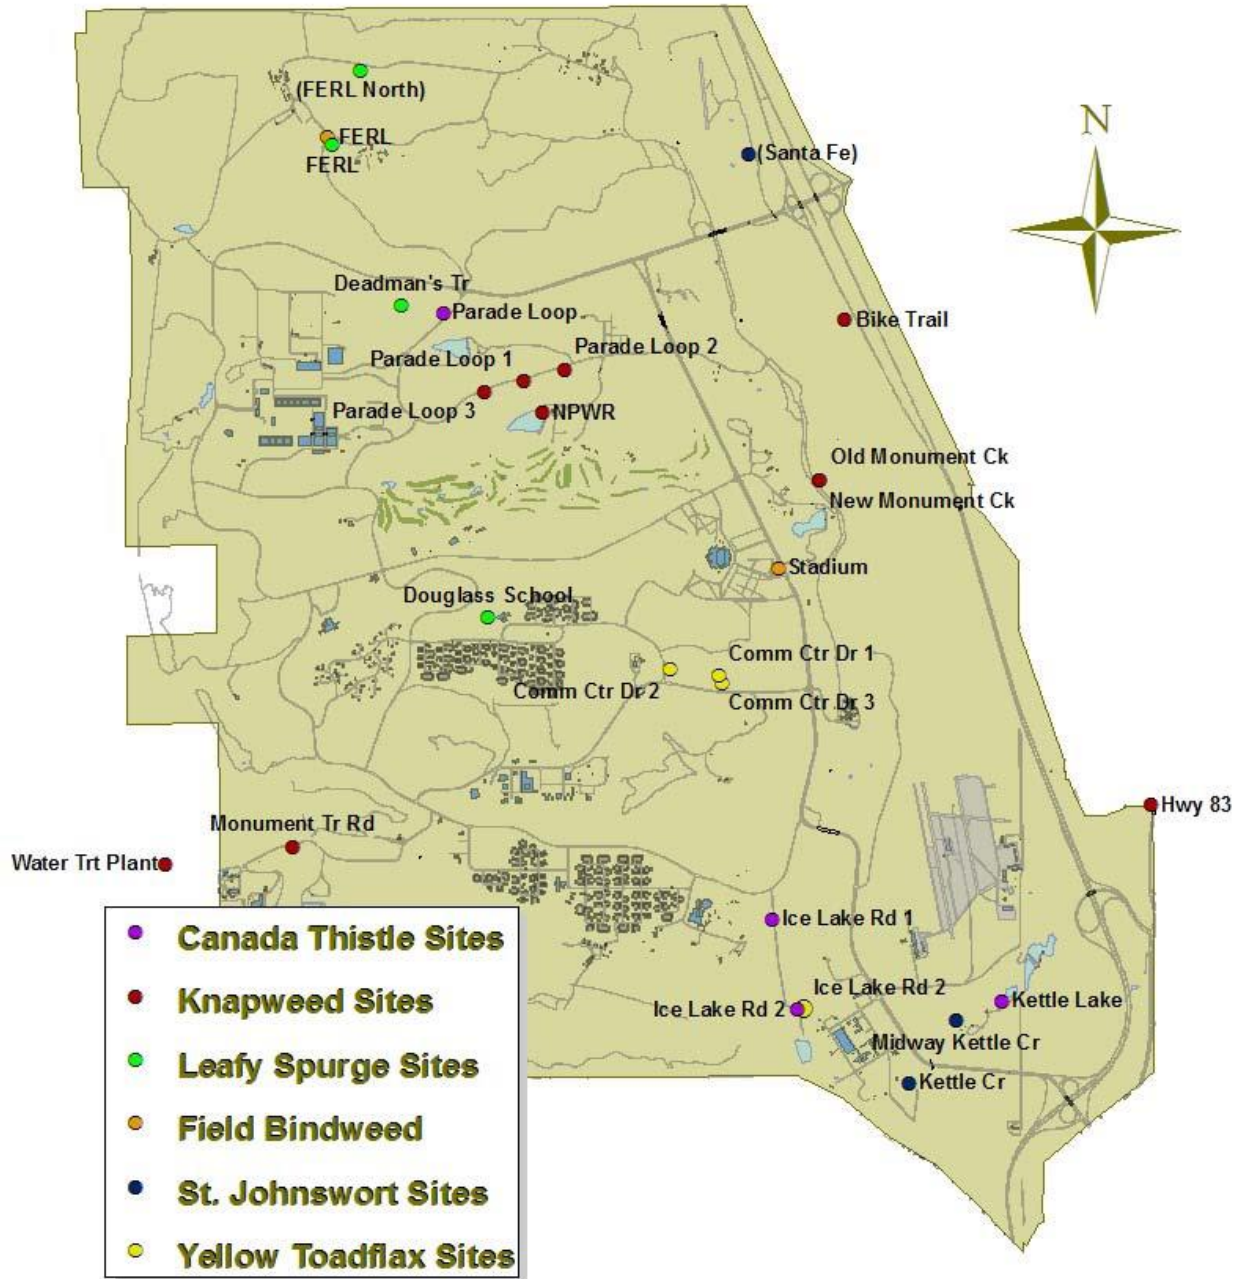 (FERL North)
N
FERL
FERL
(Santa Fe)
Deadman's Tr
Parade Loop
Bike Trail
Parade Loop 1
Parade Loop 2
Parade Loop 3
NPWR
Old Monument Ck
New Monument Ck
Stadium
Douglass School
Comm Ctr Dr 1
Comm Ctr Dr 2
Comm Ctr Dr 3
Hwy 83
Monument Tr Rd
Water Trt Plant
Ice Lake Rd 1
Ice Lake Rd 2
Ice Lake Rd 2
Kettle Lake
Midway Kettle Cr
Kettle Cr
Canada Thistle Sites
Knapweed Sites
Leafy Spurge Sites
Field Bindweed
St. Johnswort Sites
Yellow Toadflax Sites